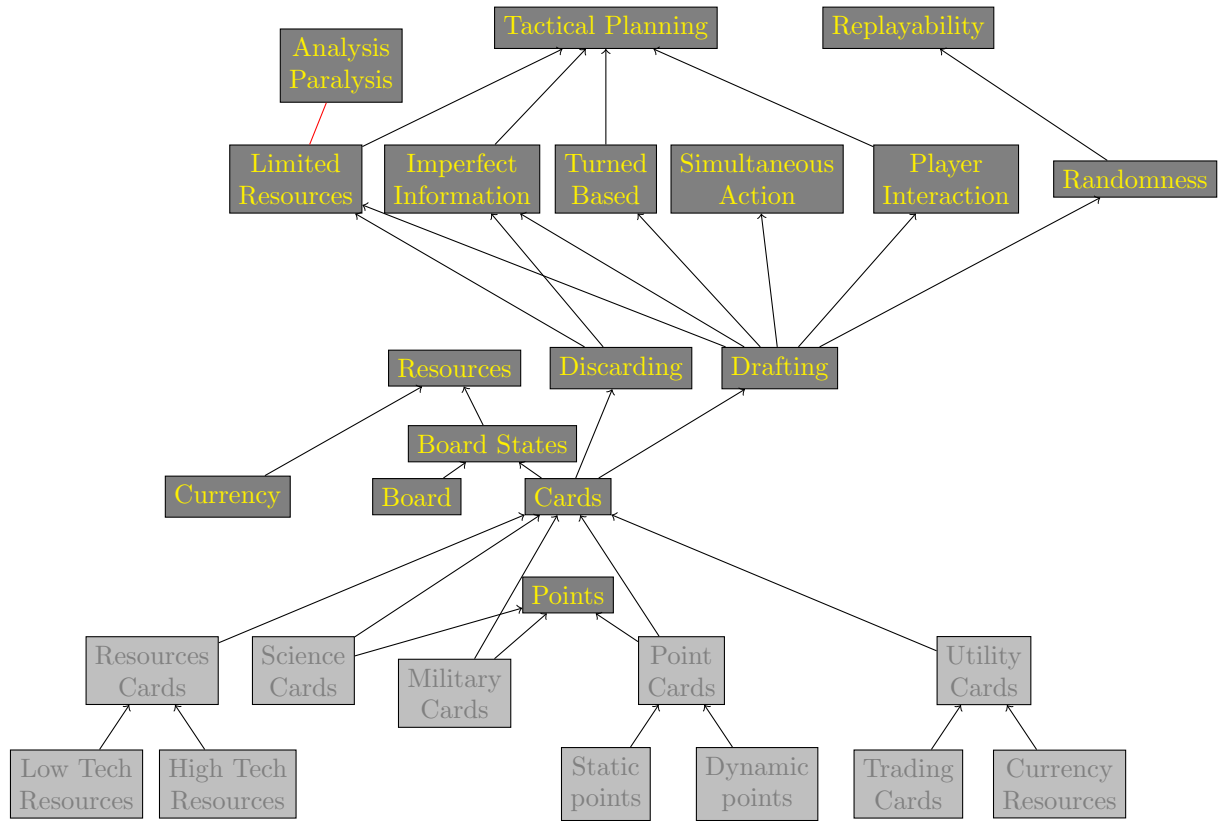 Tactical Planning
Replayability
Analysis
Paralysis
Limited
Resources
Imperfect
Information
Turned
Based
Simultaneous
Action
Player
Interaction
Randomness
Resources
Discarding
Drafting
Board States
Currency
Board
Cards
Points
Resources
Cards
Science
Cards
Military
Cards
Point
Cards
Utility
Cards
Low Tech
Resources
High Tech
Resources
Static
points
Dynamic
points
Trading
Cards
Currency
Resources